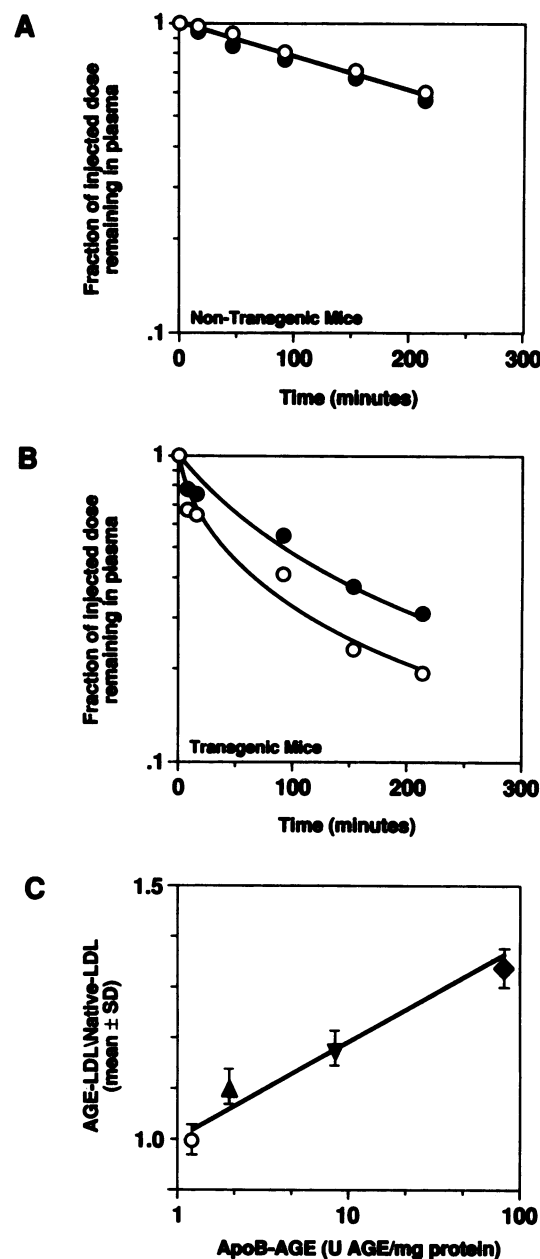 A
Fraction of injected dose
remaining in plasma
1
.1
Non-Transgenic Mice
0 100 200 300
Time (minutes)
B
Fraction of injected dose
remaining in plasma
1
.1
Transgenic Mice
0 100 200 300
Time (minutes)
C
AGE-LDL\Native-LDL
(mean ± SD)
1.5
1.0
1 10 100
ApoB-AGE (U AGE/mg protein)